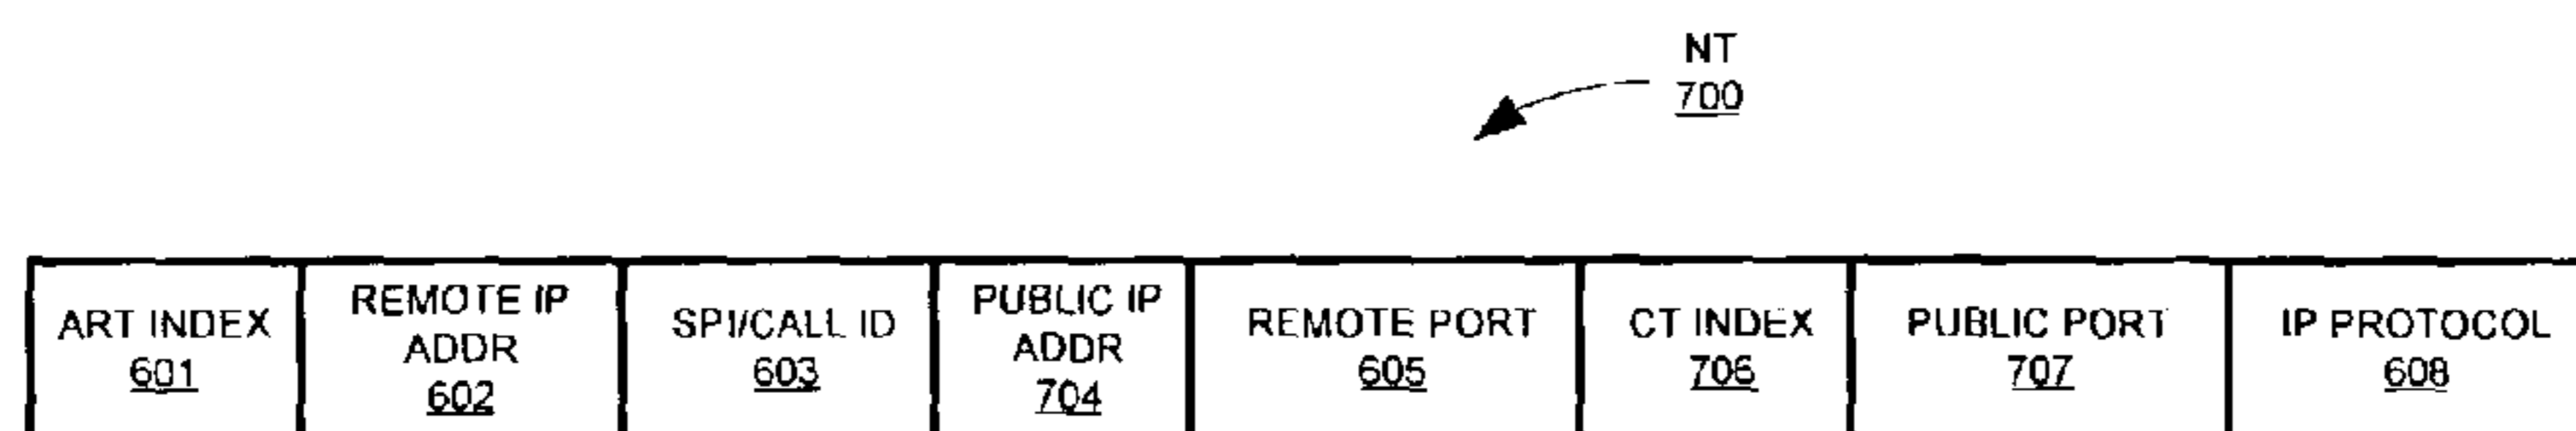 NT
700
ART INDEX
601
REMOTE IP
ADDR
602
SPI/CALL ID
603
PUBLIC IP
ADDR
704
REMOTE PORT
605
CT INDEX
706
PUBLIC PORT
707
IP PROTOCOL
608